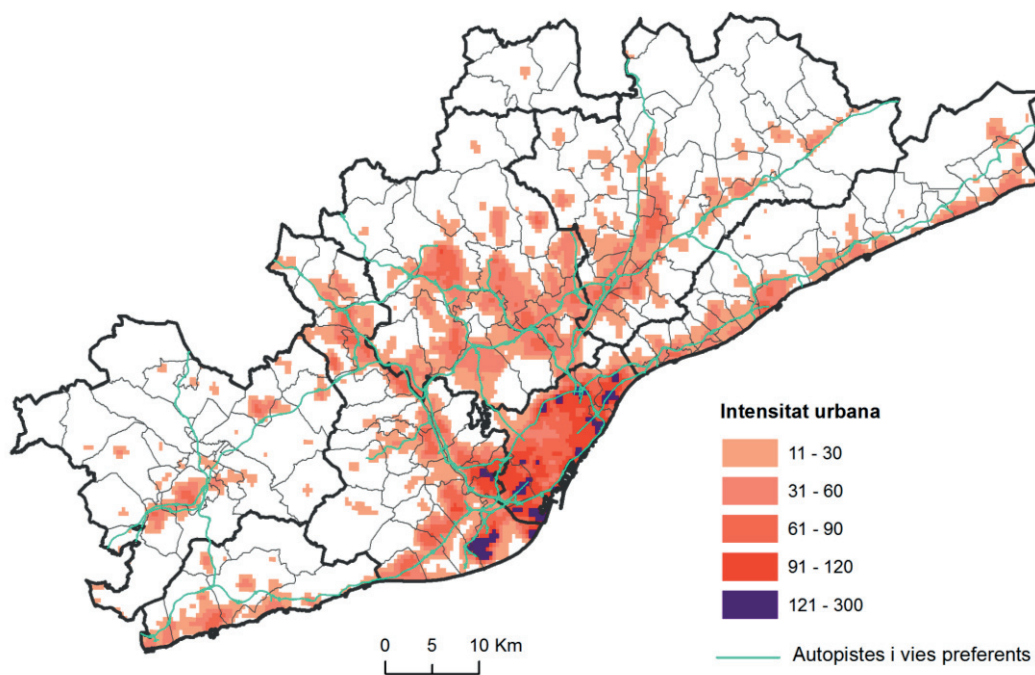 Intensitat urbana
11 - 30
31 - 60
61 - 90
91 - 120
121 - 300
Autopistes i vies preferents
0 5 10 Km